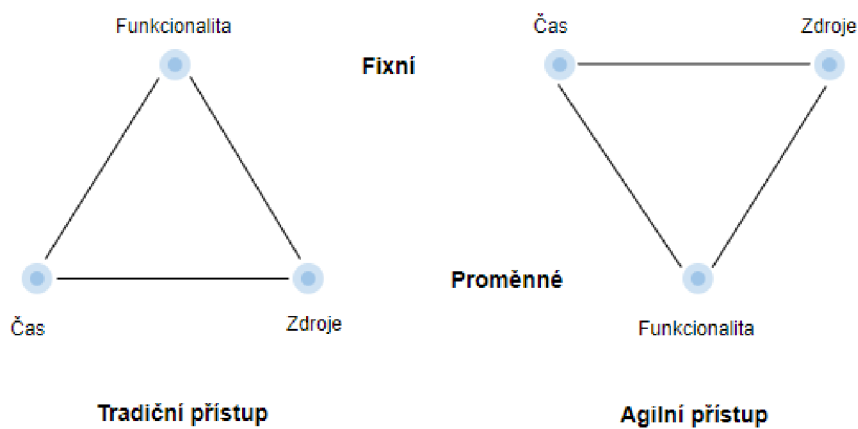 Funkcionalita
Čas
Zdroje
Fixní
Proměnné
Čas
Zdroje
Funkcionalita
Tradiční přístup
Agilní přístup